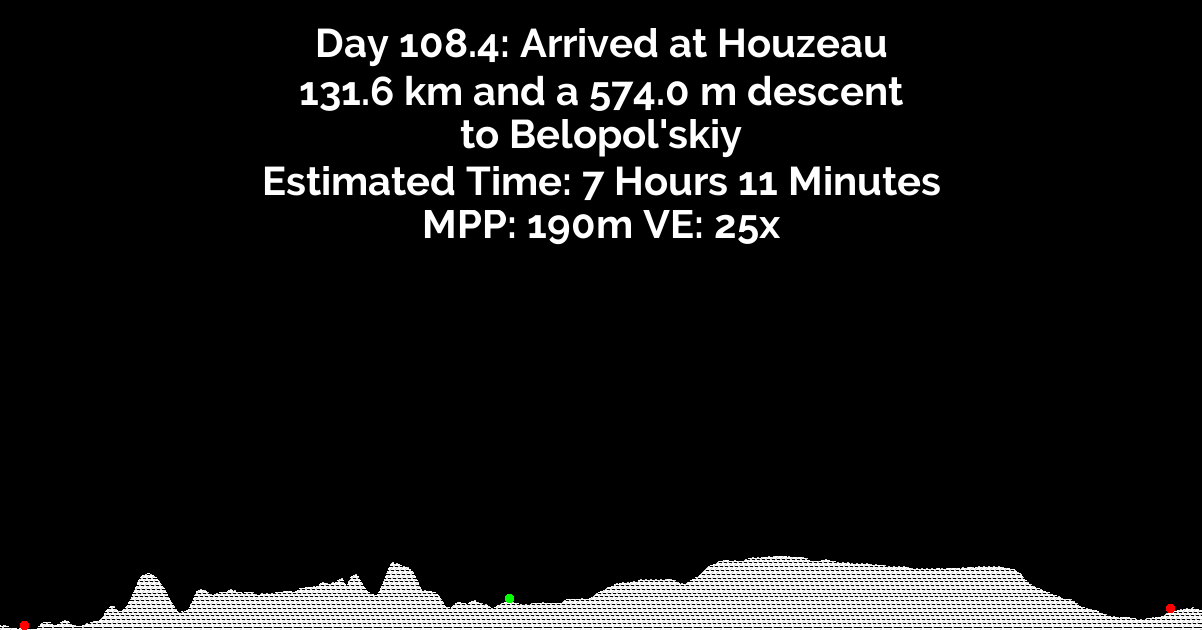 Day 108.4: Arrived at Houzeau
131.6 km and a 574.0 m descent
to Belopol'skiy
Estimated Time: 7 Hours 11 Minutes
MPP: 190m VE: 25x